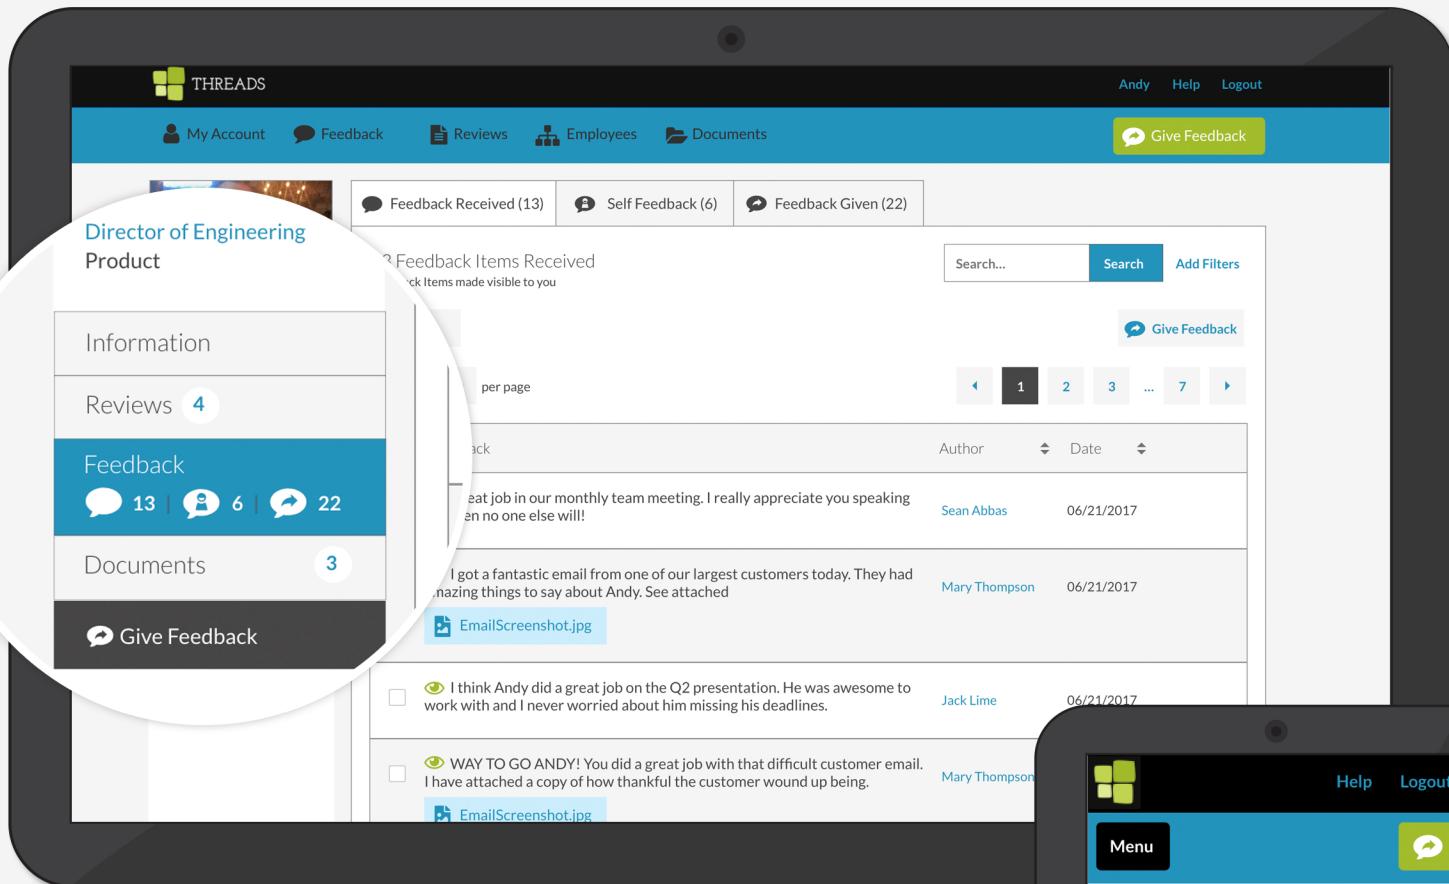 THREADS
Andy Help Logout
My Account Feedback Reviews Employees Documents
Give Feedback
Feedback Received (13) Self Feedback (6) Feedback Given (22)
Director of Engineering
Product
Information
Reviews 4
Feedback
13 | 6 | 22
Documents 3
Give Feedback
Feedback Items Received
Items made visible to you
Search... Search Add Filters
Give Feedback
per page
1 2 3 ... 7
Author Date
job in our monthly team meeting. I really appreciate you speaking
no one else will!
Sean Abbas 06/21/2017
I got a fantastic email from one of our largest customers today. They had
things to say about Andy. See attached
EmailScreenshot.jpg
Mary Thompson 06/21/2017
I think Andy did a great job on the Q2 presentation. He was awesome to
work with and I never worried about him missing his deadlines.
Jack Lime 06/21/2017
WAY TO GO ANDY! You did a great job with that difficult customer email.
I have attached a copy of how thankful the customer wound up being.
EmailScreenshot.jpg
Mary Thompson
Help Logout
Menu